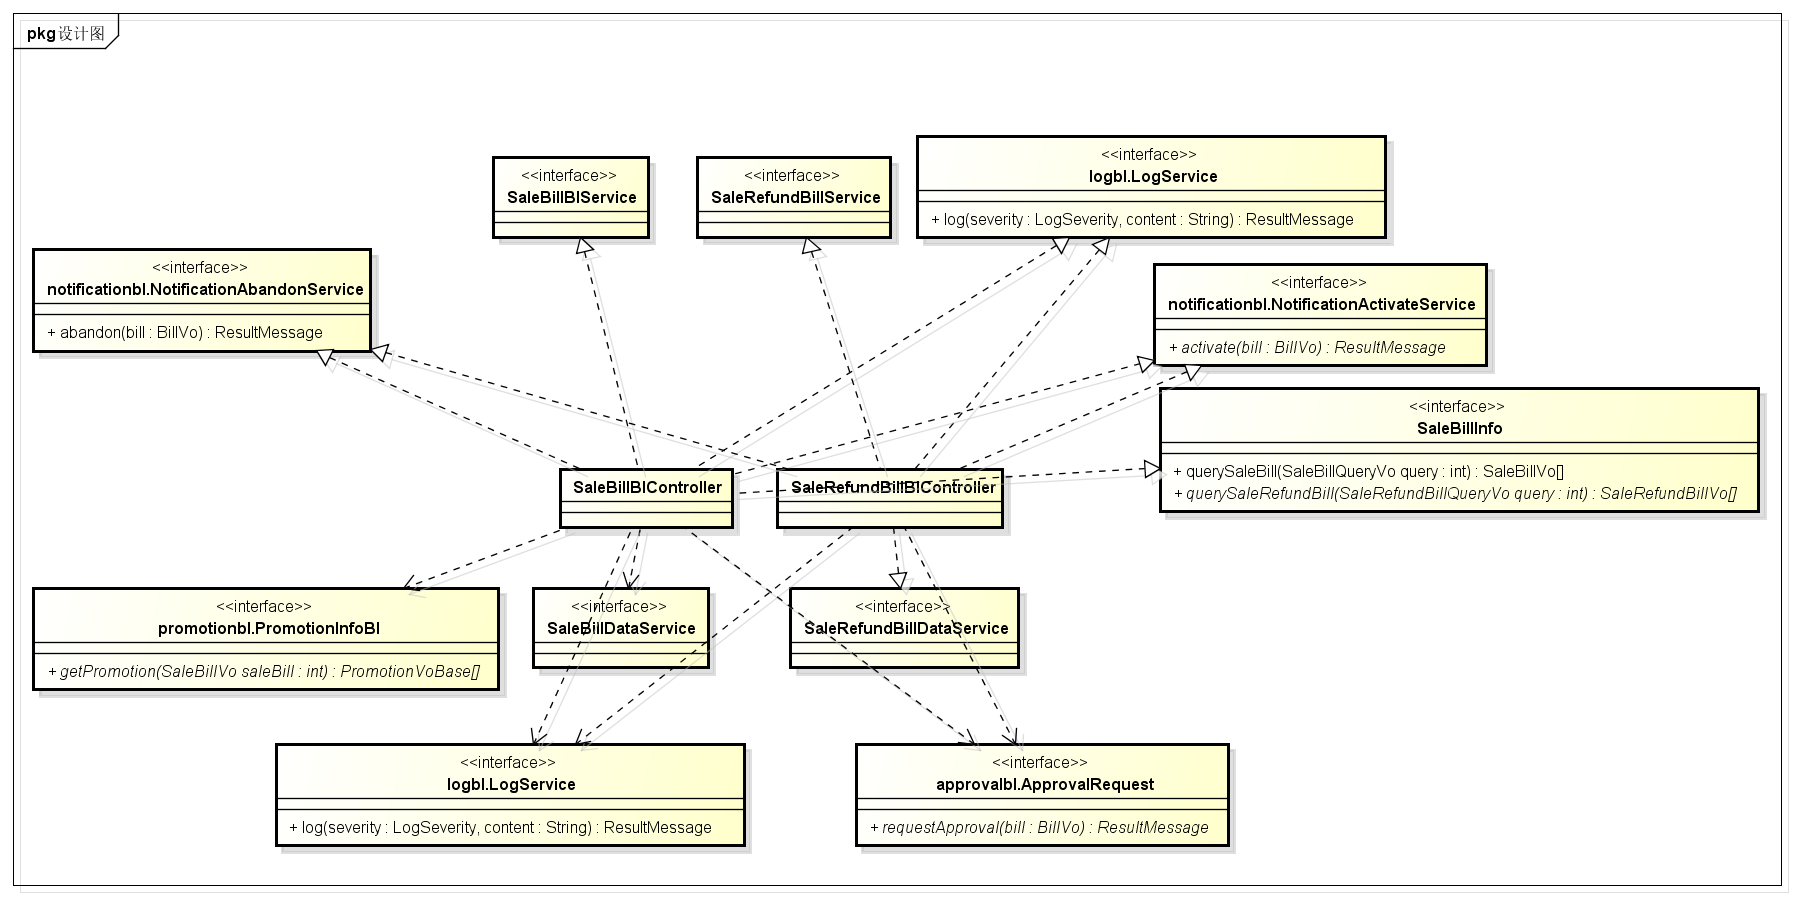 pkg 设计图
<<interface>>
SaleBillBlService
<<interface>>
SaleRefundBillService
<<interface>>
logbl.LogService
+ log(severity : LogSeverity, content : String) : ResultMessage
<<interface>>
notificationbl.NotificationAbandonService
+ abandon(bill : BillVo) : ResultMessage
<<interface>>
notificationbl.NotificationActivateService
+ activate(bill : BillVo) : ResultMessage
<<interface>>
SaleBillInfo
+ querySaleBill(SaleBillQueryVo query : int) : SaleBillVo[]
+ querySaleRefundBill(SaleRefundBillQueryVo query : int) : SaleRefundBillVo[]
SaleBillBlController
SaleRefundBillBlController
<<interface>>
promotionbl.PromotionInfoBl
+ getPromotion(SaleBillVo saleBill : int) : PromotionVoBase[]
<<interface>>
SaleBillDataService
<<interface>>
SaleRefundBillDataService
<<interface>>
logbl.LogService
+ log(severity : LogSeverity, content : String) : ResultMessage
<<interface>>
approvalbl.ApprovalRequest
+ requestApproval(bill : BillVo) : ResultMessage